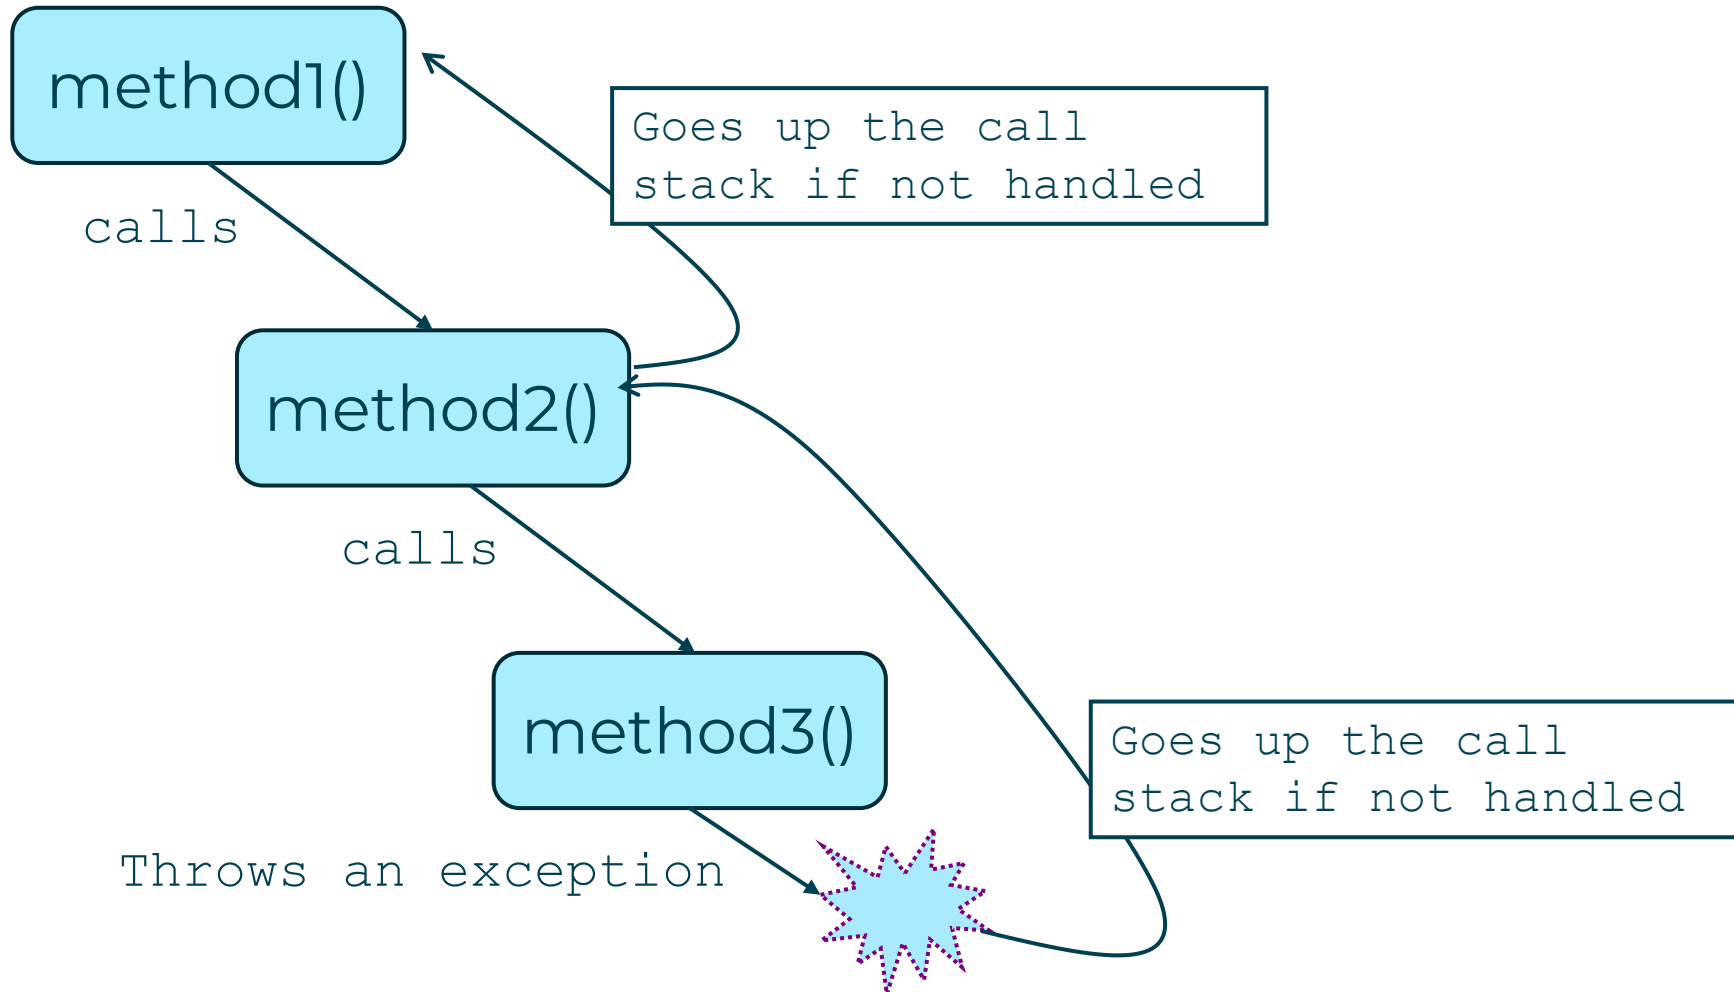 method1()
Goes up the call
stack if not handled
calls
method2()
calls
method3()
Goes up the call
stack if not handled
Throws an exception